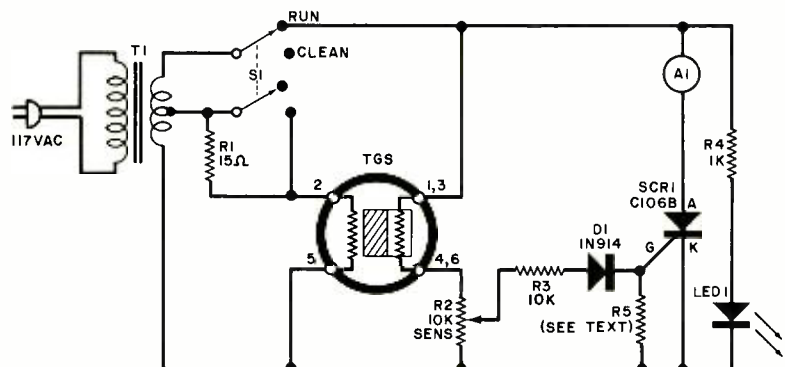 RUN
CLEAN
T1
S1
117VAC
R1
15Ω
TGS
2
1,3
5
4,6
R2
10K
SENS
R3
10K
D1
1N914
G
R5
(SEE TEXT)
A1
SCR1
C106B
A
K
R4
1K
LED1